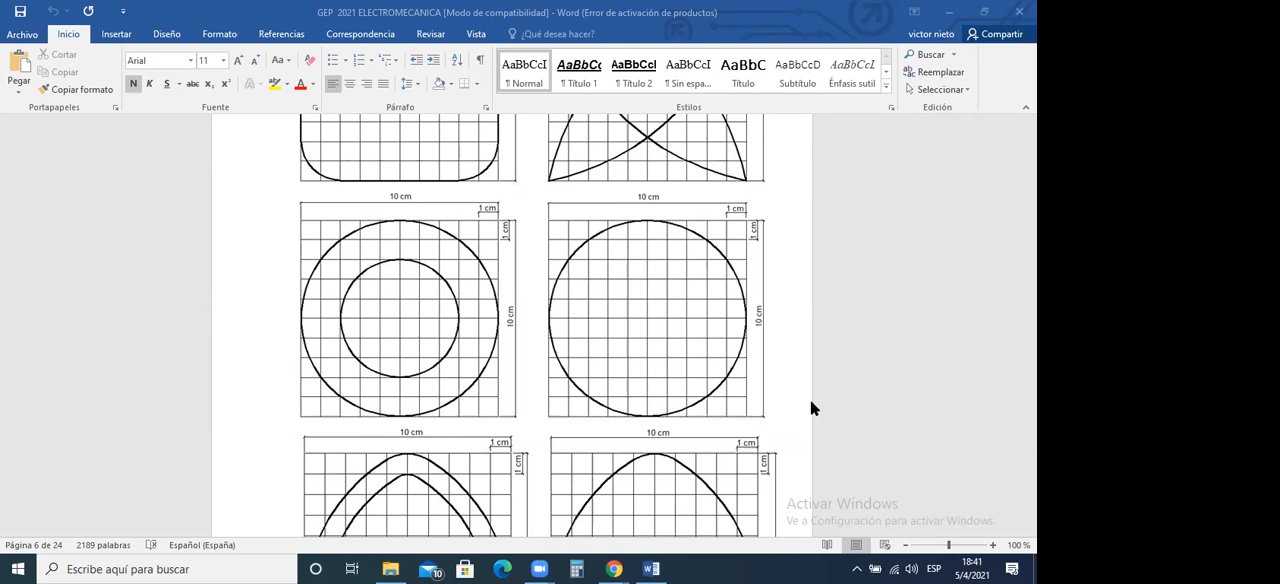 GEP 2021 ELECTROMECANICA [Modo de compatibilidad] - Word (Error de activación de productos)
Archivo Inicio Insertar Diseño Formato Referencias Correspondencia Revisar Vista ¿Qué desea hacer? victor nieto Compartir
Pegar
Cortar
Copiar
Copiar formato
Portapapeles
Arial 11 A A Aa
N K S abc x₂ x² A A
Fuente
Párrafo
AaBbCcI AaBbCc AaBbCcI AaBbCcI AaBbC AaBbCcD AaBbCcI
¶ Normal ¶ Título 1 ¶ Título 2 ¶ Sin espa... Título Subtítulo Énfasis sutil
Estilos
Buscar
Reemplazar
Seleccionar
Edición
10 cm 10 cm
1 cm 1 cm
1 cm 1 cm
10 cm 10 cm
10 cm 10 cm
1 cm 1 cm
1 cm 1 cm
Activar Windows
Ve a Configuración para activar Windows.
Página 6 de 24 2189 palabras Español (España) 100 %
Escribe aquí para buscar
10
ESP
18:41
5/4/2021